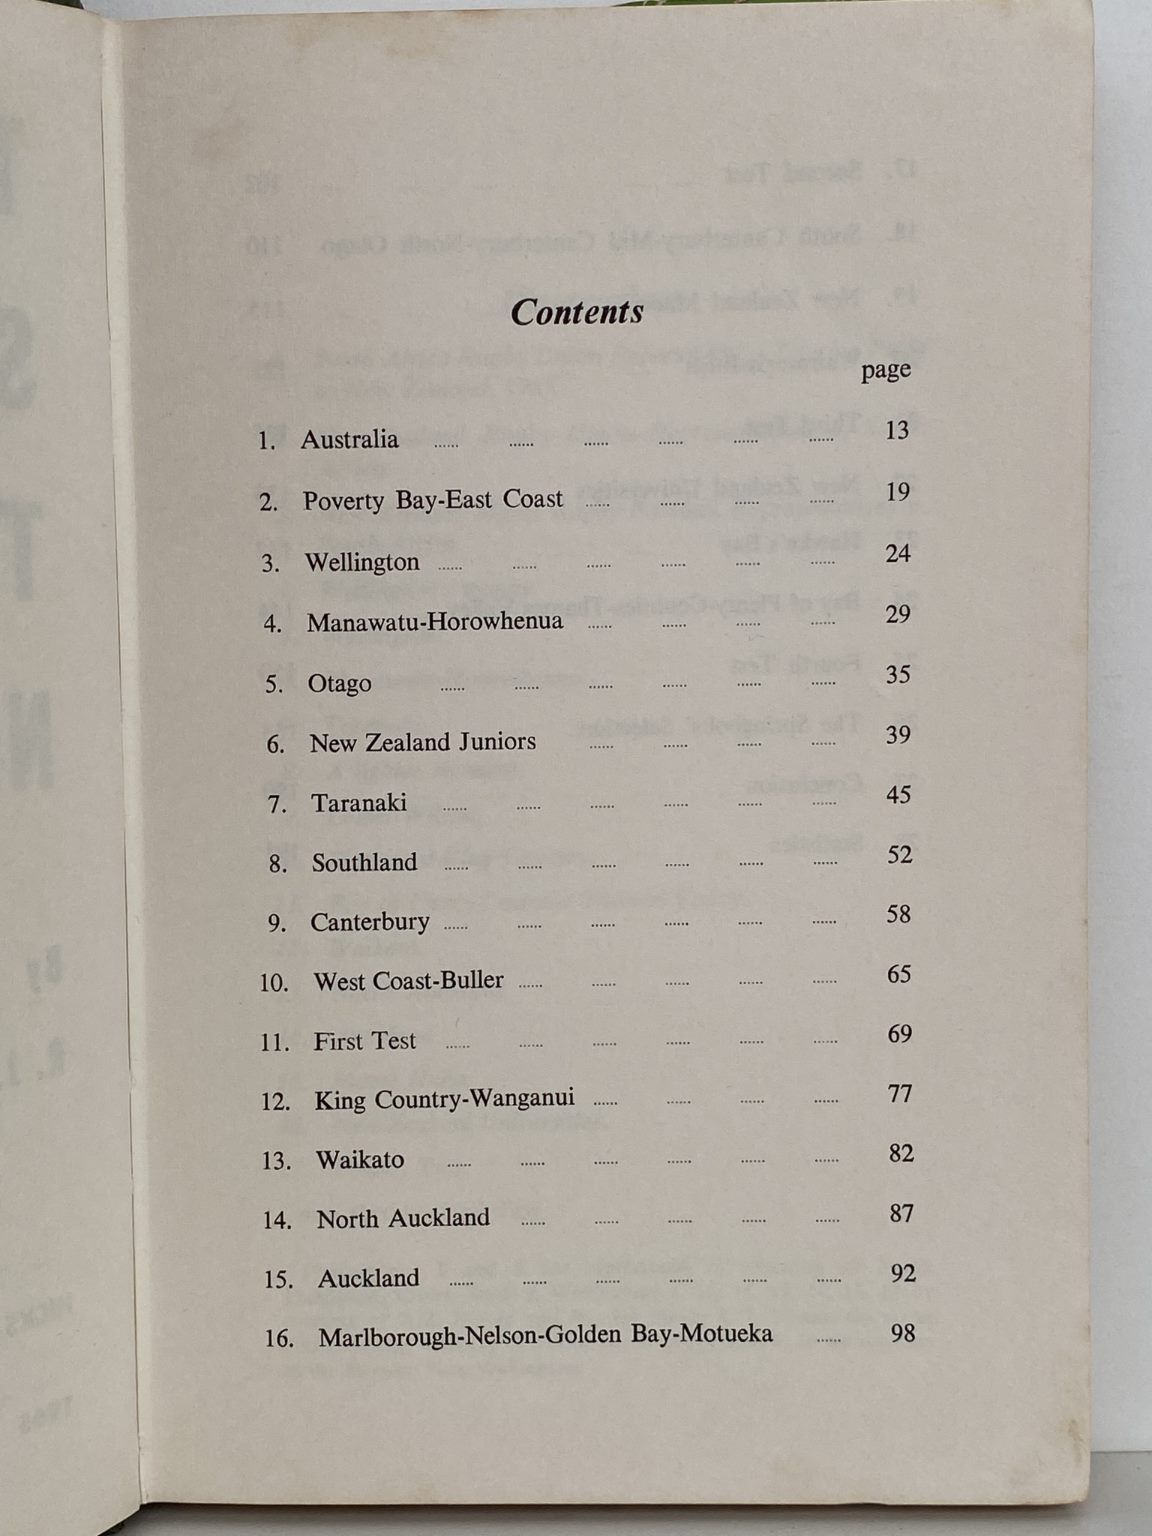 Contents
page
1. Australia ...... ...... ...... ...... ...... ...... 13
2. Poverty Bay-East Coast ...... ...... ...... ...... 19
3. Wellington ...... ...... ...... ...... ...... ...... 24
4. Manawatu-Horowhenua ...... ...... ...... ...... 29
5. Otago ...... ...... ...... ...... ...... ...... 35
6. New Zealand Juniors ...... ...... ...... ...... 39
7. Taranaki ...... ...... ...... ...... ...... ...... 45
8. Southland ...... ...... ...... ...... ...... ...... 52
9. Canterbury ...... ...... ...... ...... ...... ...... 58
10. West Coast-Buller ...... ...... ...... ...... ...... 65
11. First Test ...... ...... ...... ...... ...... ...... 69
12. King Country-Wanganui ...... ...... ...... ...... 77
13. Waikato ...... ...... ...... ...... ...... ...... 82
14. North Auckland ...... ...... ...... ...... ...... 87
15. Auckland ...... ...... ...... ...... ...... ...... 92
16. Marlborough-Nelson-Golden Bay-Motueka ...... 98